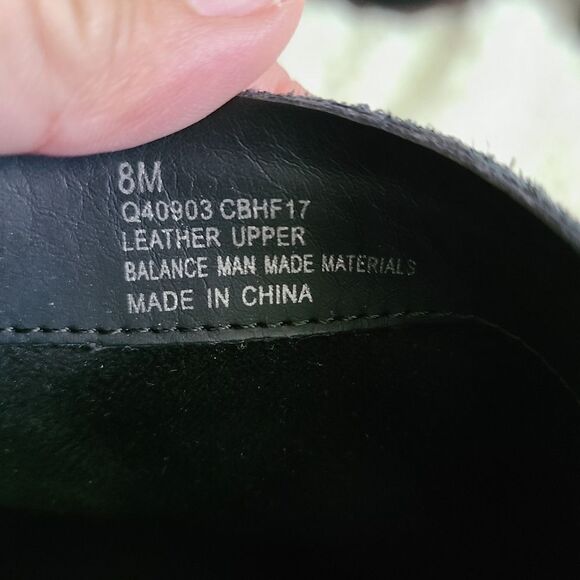 8M
Q40903 CBHF17
LEATHER UPPER
BALANCE MAN MADE MATERIALS
MADE IN CHINA